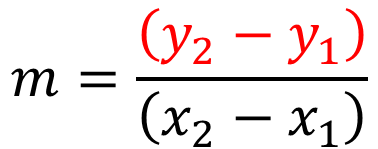 m = (y₂ − y₁) / (x₂ − x₁)